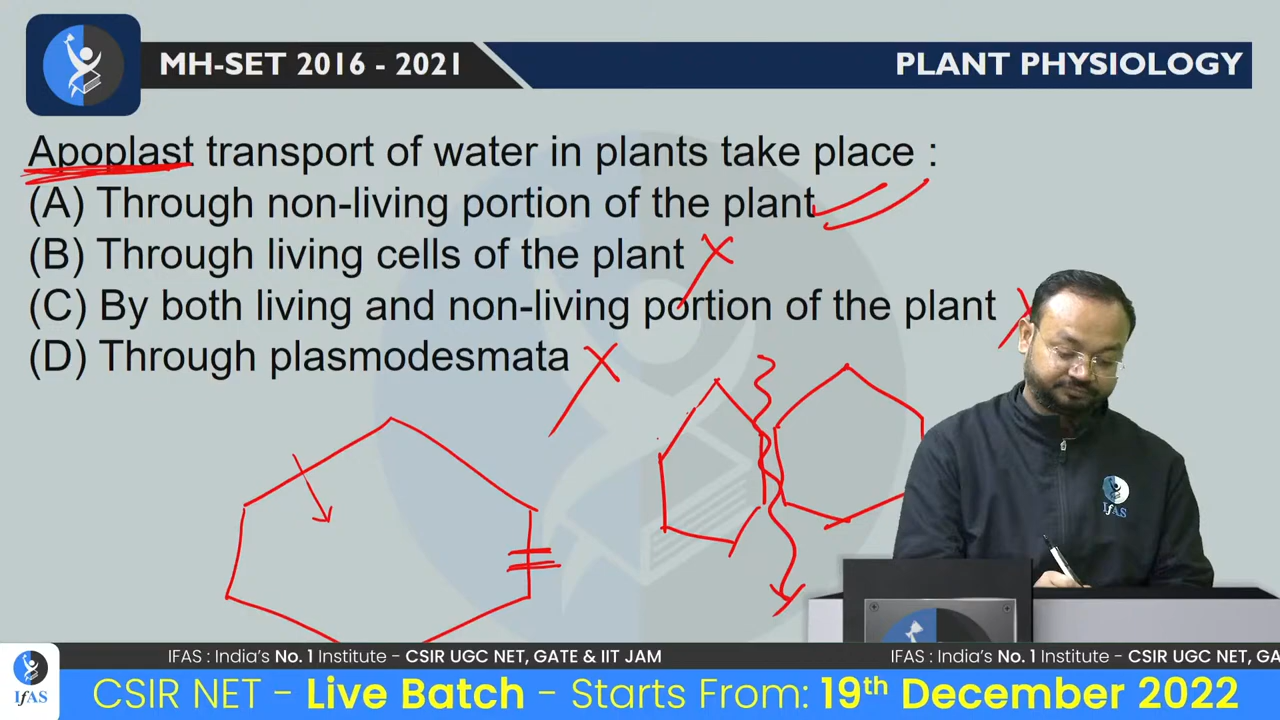 MH-SET 2016 - 2021
PLANT PHYSIOLOGY
Apoplast transport of water in plants take place :
(A) Through non-living portion of the plant
(B) Through living cells of the plant
(C) By both living and non-living portion of the plant
(D) Through plasmodesmata
IFAS
IFAS : India's No. 1 Institute - CSIR UGC NET, GATE & IIT JAM
IFAS : India's No. 1 Institute - CSIR UGC NET, GA
IFAS
CSIR NET - Live Batch - Starts From: 19th December 2022